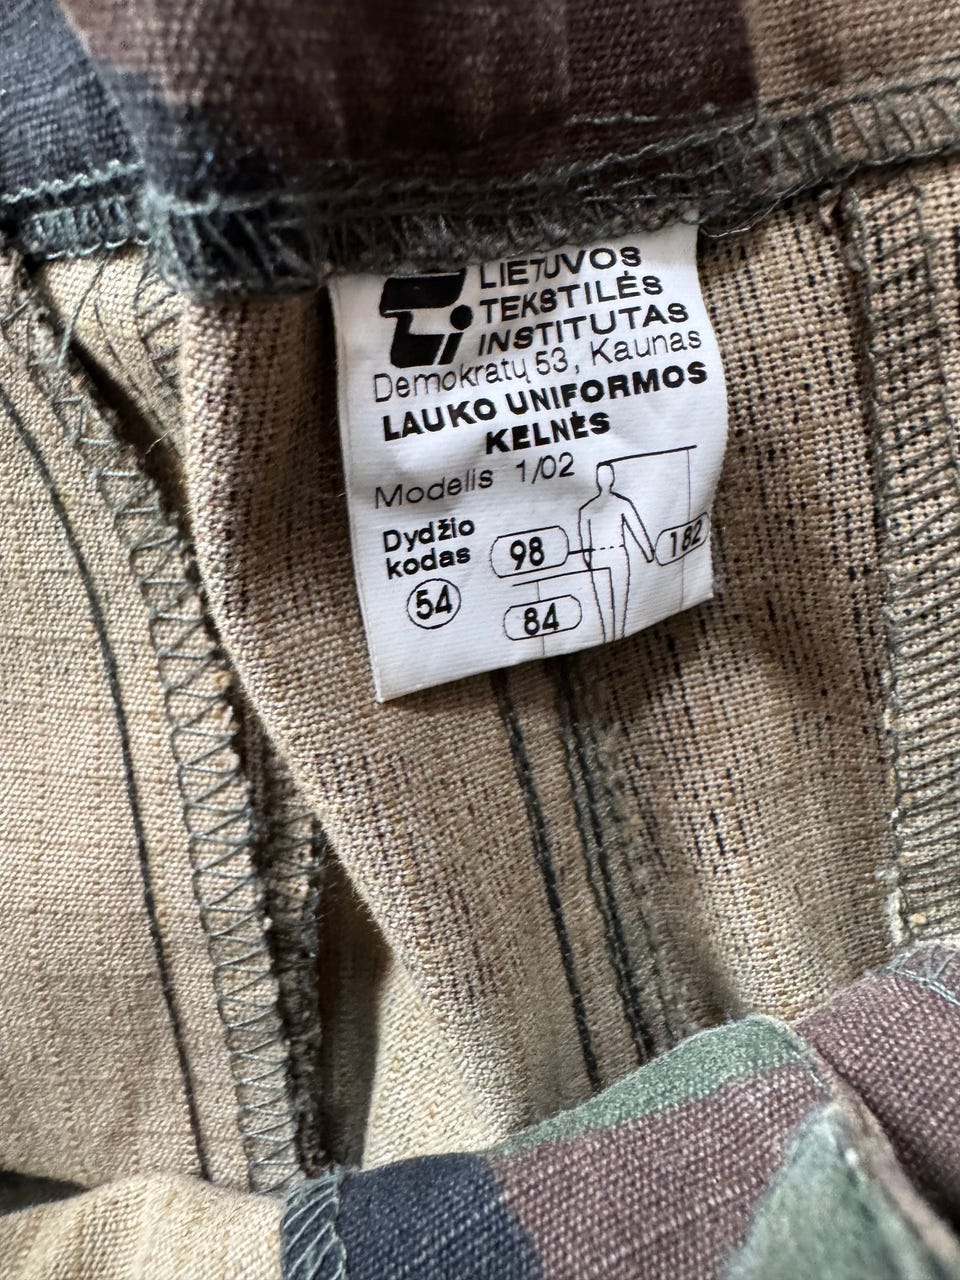 LIETUVOS
TEKSTILĖS
INSTITUTAS
Demokratų 53, Kaunas
LAUKO UNIFORMOS
KELNĖS
Modelis 1/02
Dydžio
kodas
54
98
182
84